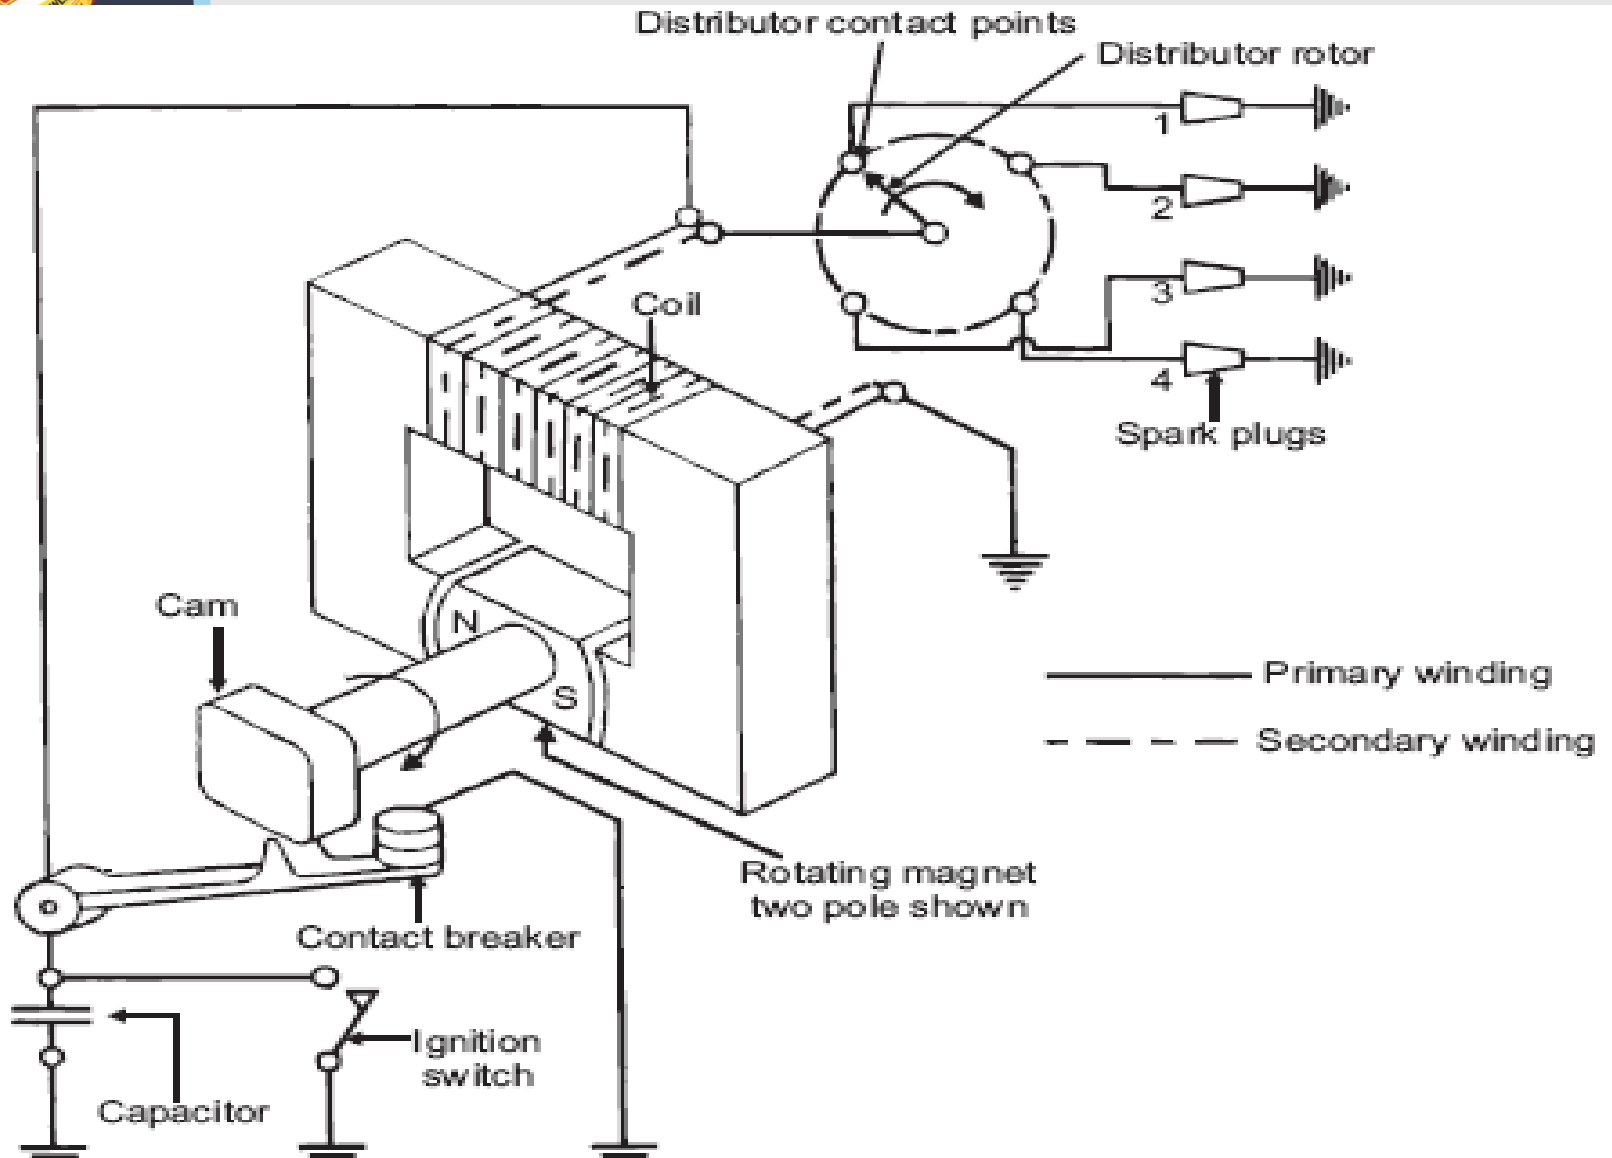 Distributor contact points
Distributor rotor
1
2
3
4
Coil
Spark plugs
Cam
N
S
Primary winding
Secondary winding
Rotating magnet
two pole shown
Contact breaker
Ignition
switch
Capacitor